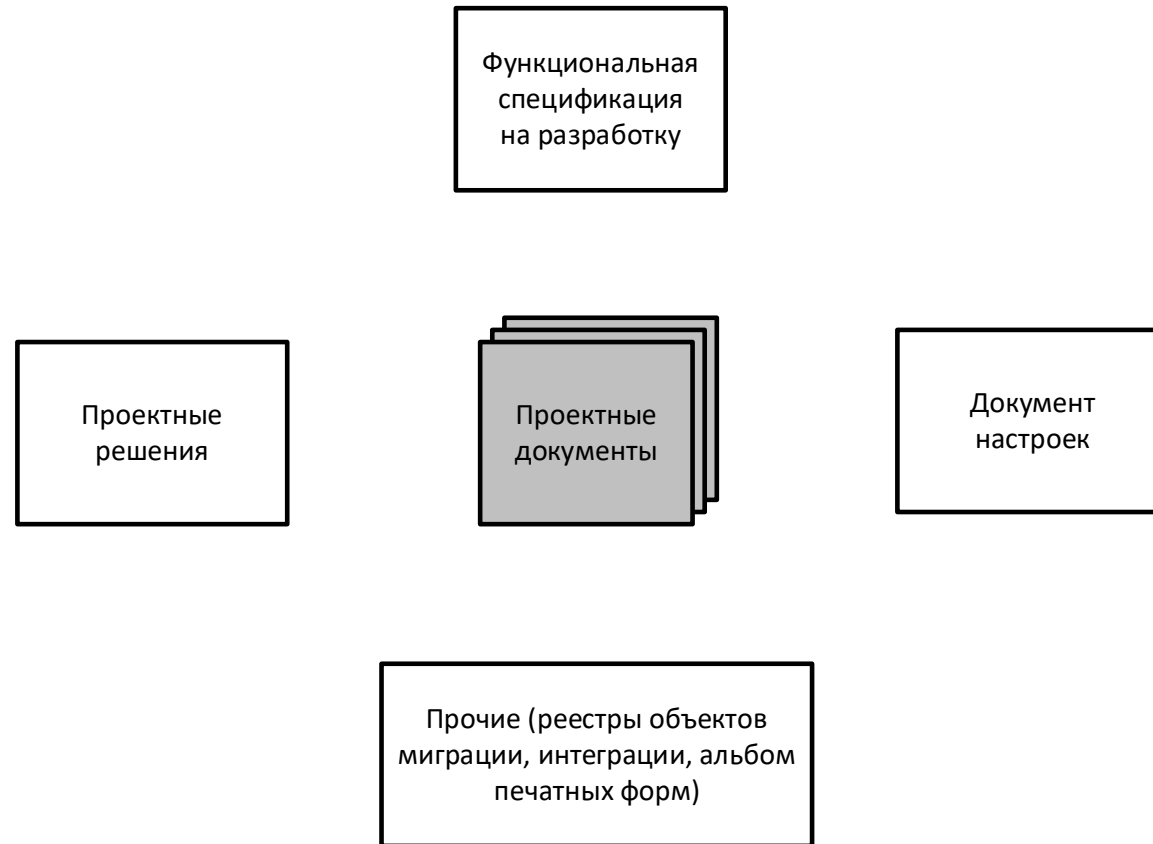 Функциональная
спецификация
на разработку
Проектные
решения
Проектные
документы
Документ
настроек
Прочие (реестры объектов
миграции, интеграции, альбом
печатных форм)